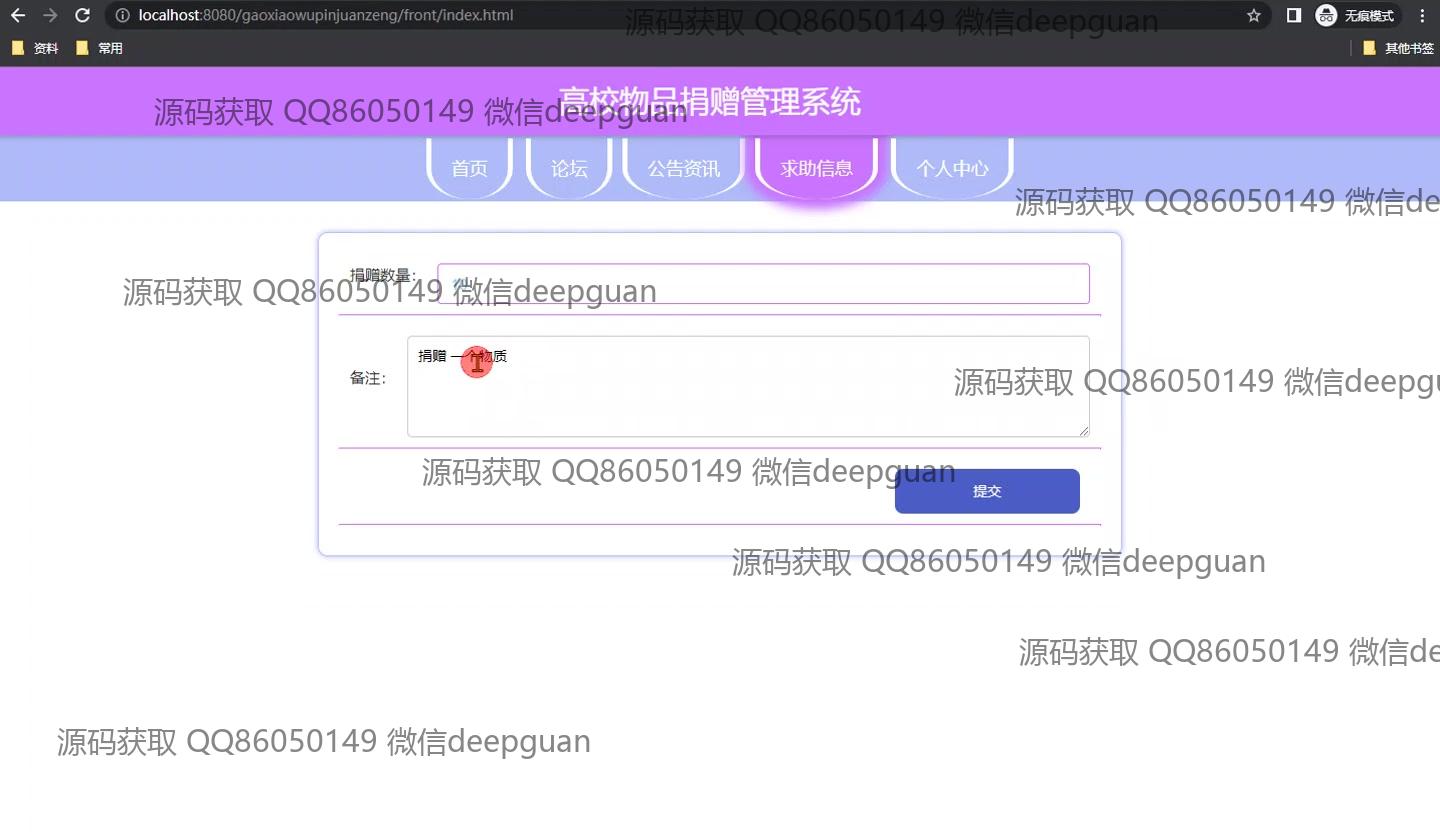 localhost:8080/gaoxiaowupinjuanzeng/front/index.html
无痕模式
资料
常用
其他书签
源码获取 QQ86050149 微信deepguan
高校物品捐赠管理系统
源码获取 QQ86050149 微信deepguan
首页
论坛
公告资讯
求助信息
个人中心
源码获取 QQ86050149 微信de
捐赠数量:
源码获取 QQ86050149 微信deepguan
捐赠 一个物质
备注:
源码获取 QQ86050149 微信deepgu
源码获取 QQ86050149 微信deepguan
提交
源码获取 QQ86050149 微信deepguan
源码获取 QQ86050149 微信de
源码获取 QQ86050149 微信deepguan